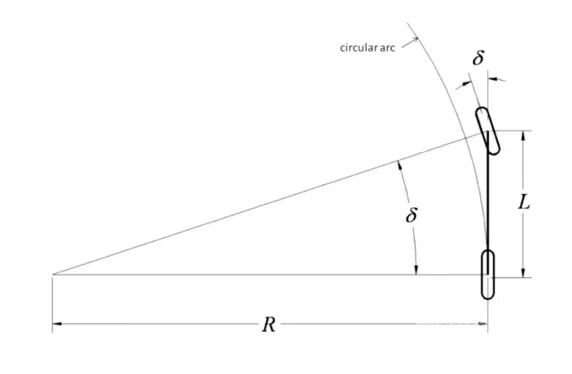 circular arc
δ
δ
L
R